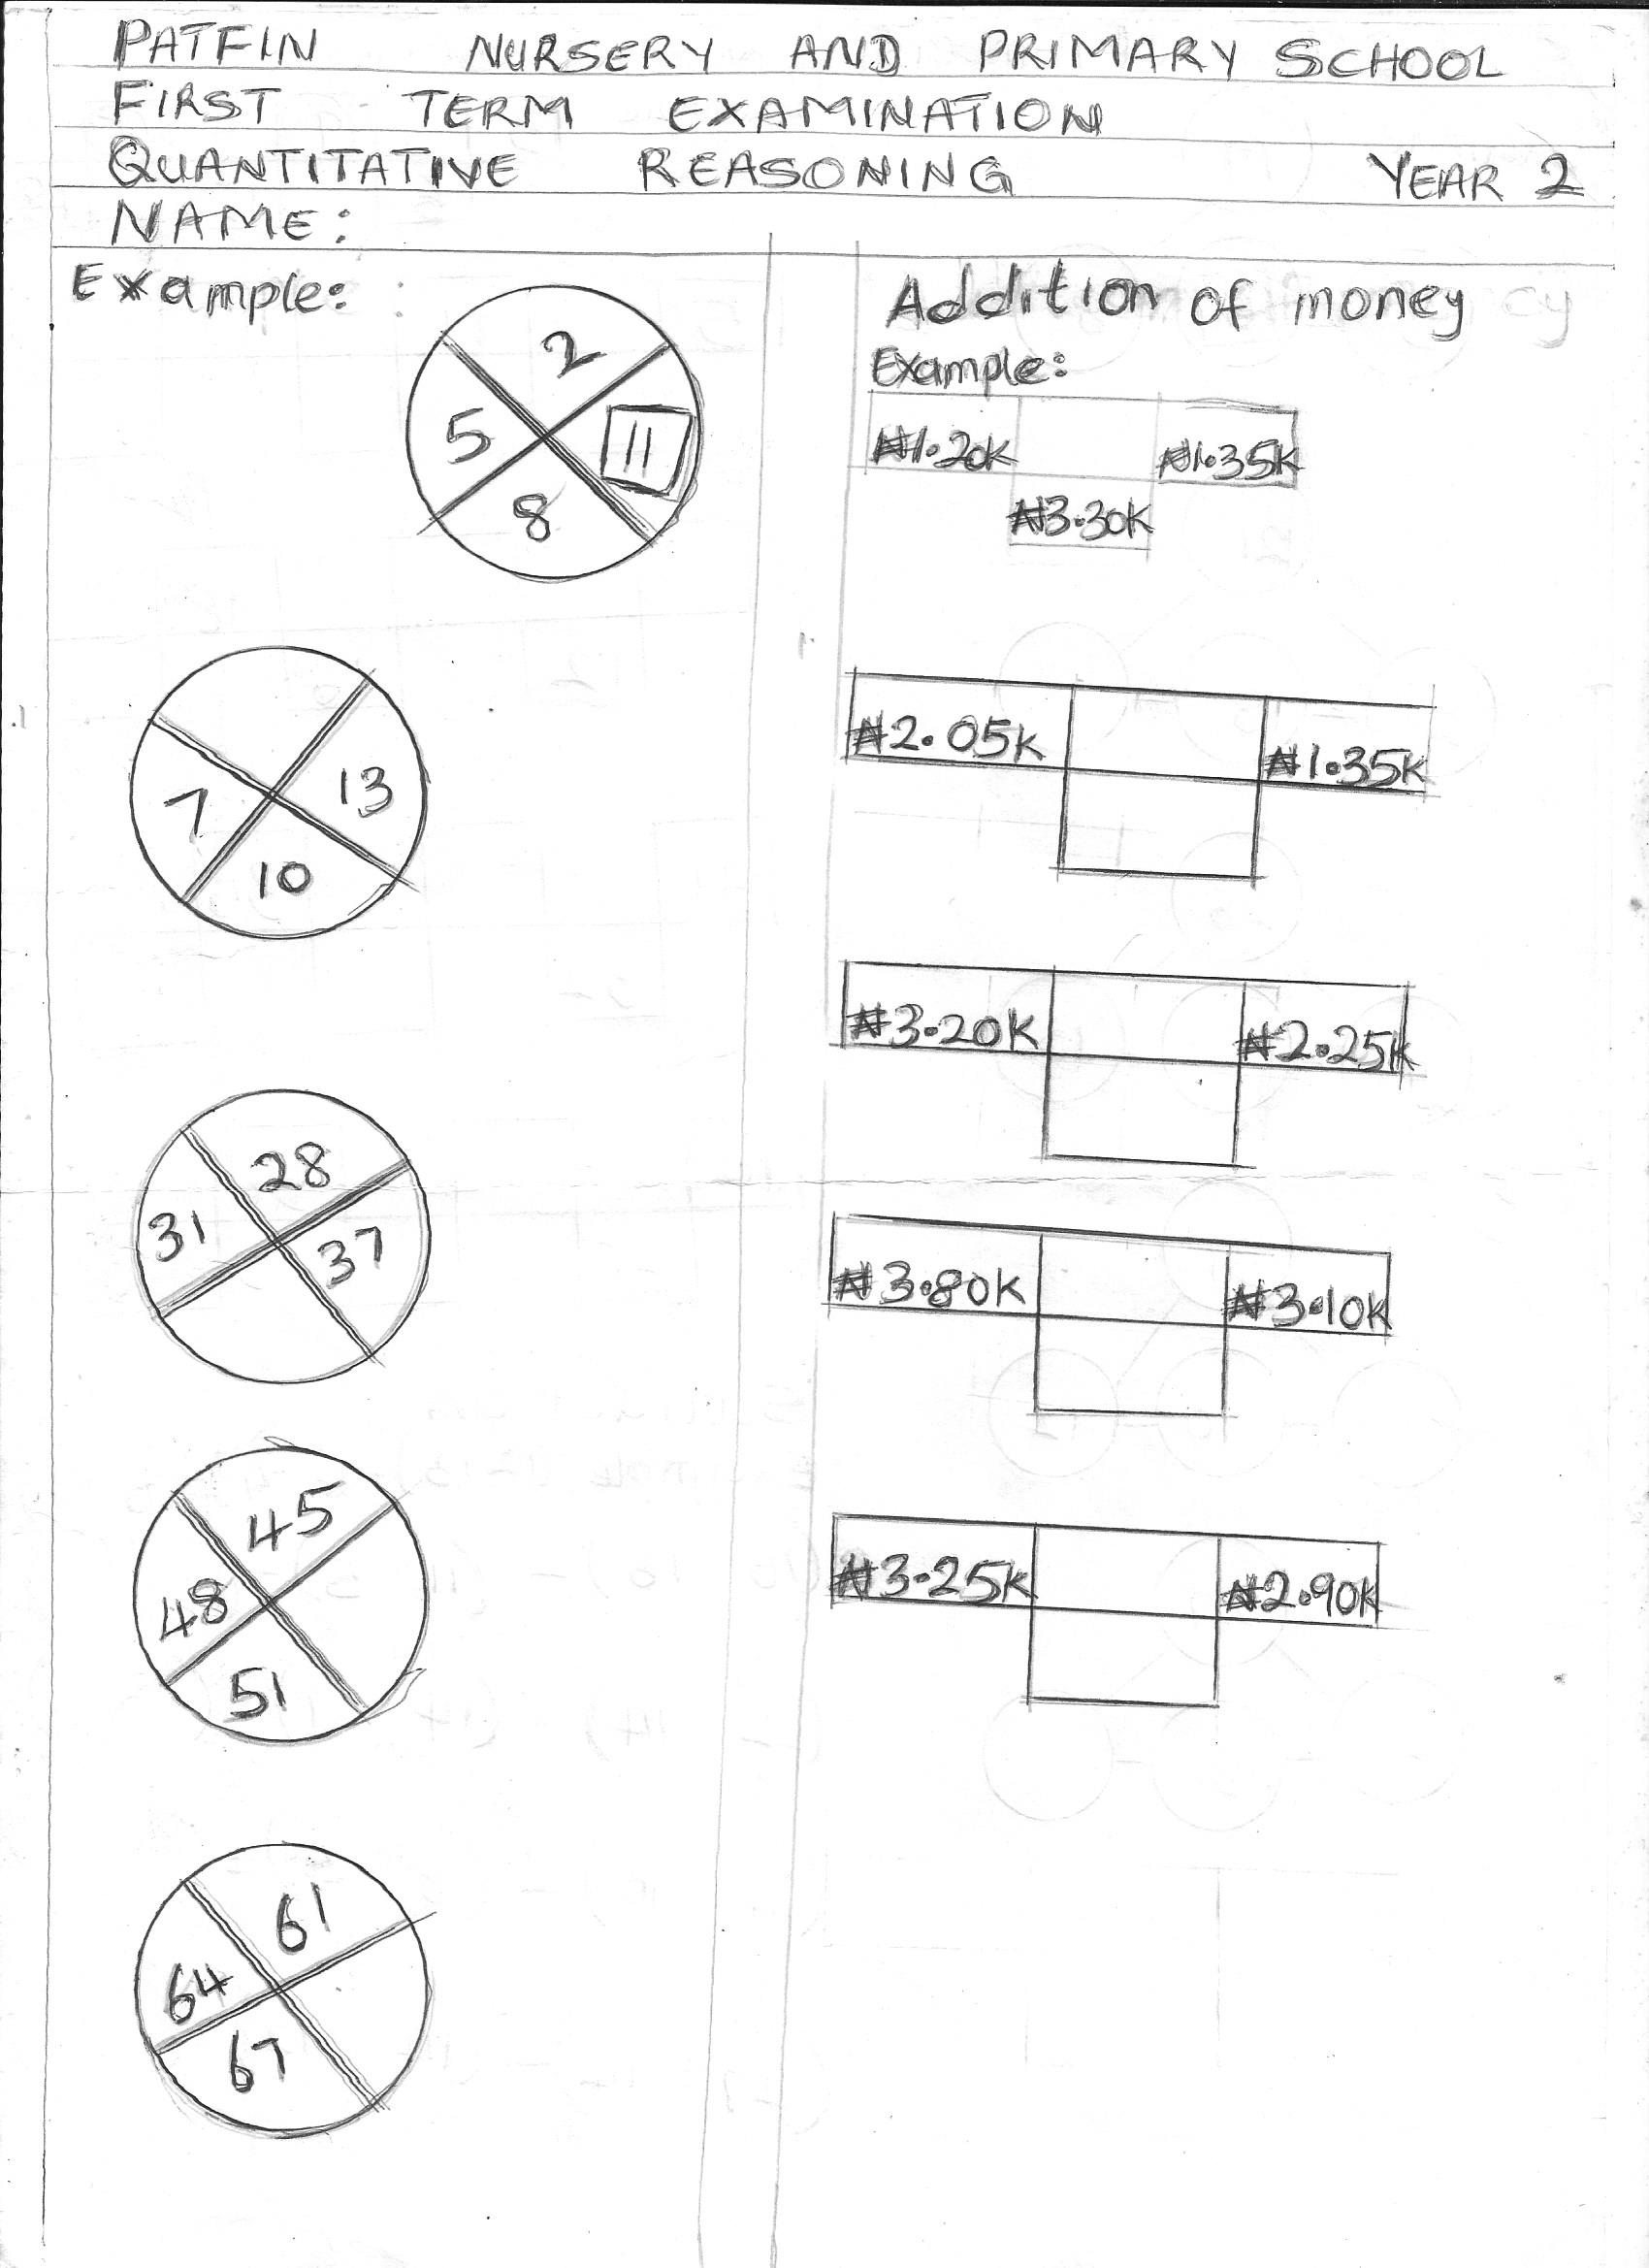 PATFIN NURSERY AND PRIMARY SCHOOL
FIRST TERM EXAMINATION
QUANTITATIVE REASONING YEAR 2
NAME:
Example:
2
5 11
8
7 13
10
28
31 37
45
48
51
61
64
67
Addition of money
Example:
₦1.20K ₦1.35K
₦3.30K
₦2.05K ₦1.35K
₦3.20K ₦2.25K
₦3.80K ₦3.10K
₦3.25K ₦2.90K